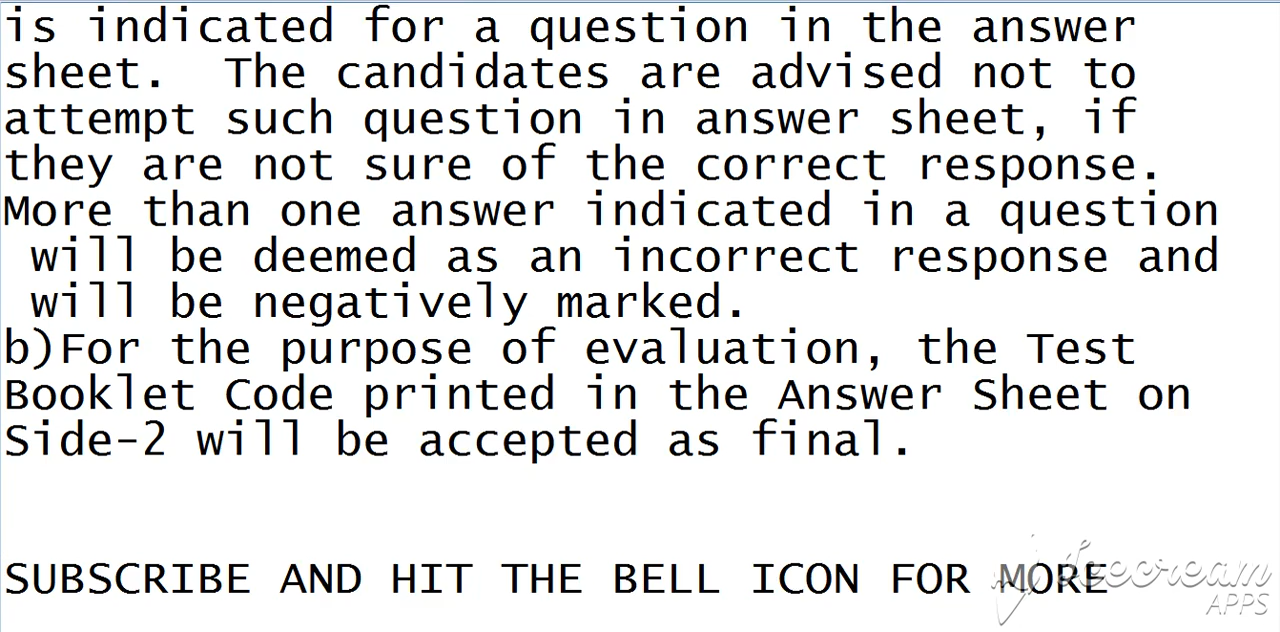 is indicated for a question in the answer
sheet.  The candidates are advised not to
attempt such question in answer sheet, if
they are not sure of the correct response.
More than one answer indicated in a question
will be deemed as an incorrect response and
will be negatively marked.
b)For the purpose of evaluation, the Test
Booklet Code printed in the Answer Sheet on
Side-2 will be accepted as final.
SUBSCRIBE AND HIT THE BELL ICON FOR MORE
Icecream
APPS